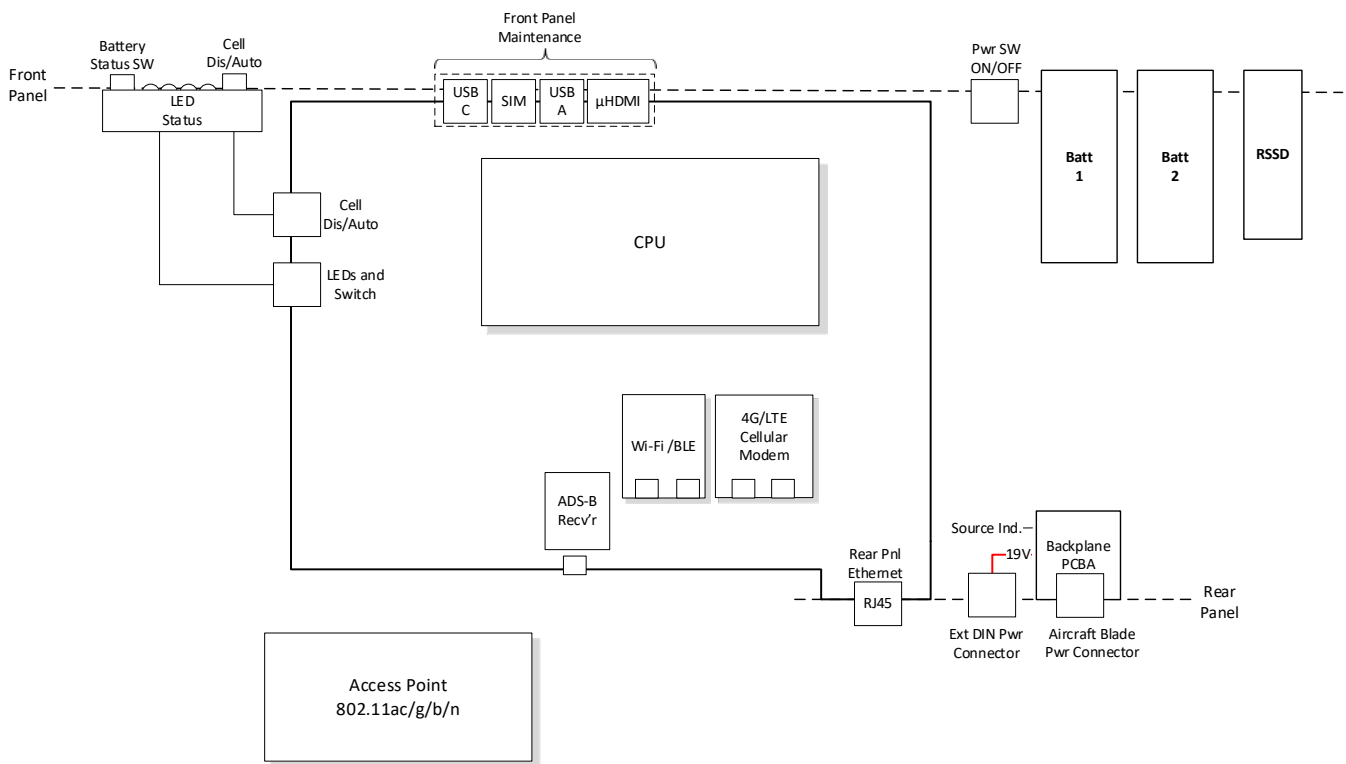 Front Panel
Maintenance
Battery
Status SW
Cell
Dis/Auto
Pwr SW
ON/OFF
Front
Panel
LED
Status
USB
C
SIM
USB
A
µHDMI
Batt
1
Batt
2
RSSD
Cell
Dis/Auto
CPU
LEDs and
Switch
Wi-Fi /BLE
4G/LTE
Cellular
Modem
ADS-B
Recv'r
Source Ind.
19V
Backplane
PCBA
Rear Pnl
Ethernet
RJ45
Rear
Panel
Ext DIN Pwr
Connector
Aircraft Blade
Pwr Connector
Access Point
802.11ac/g/b/n